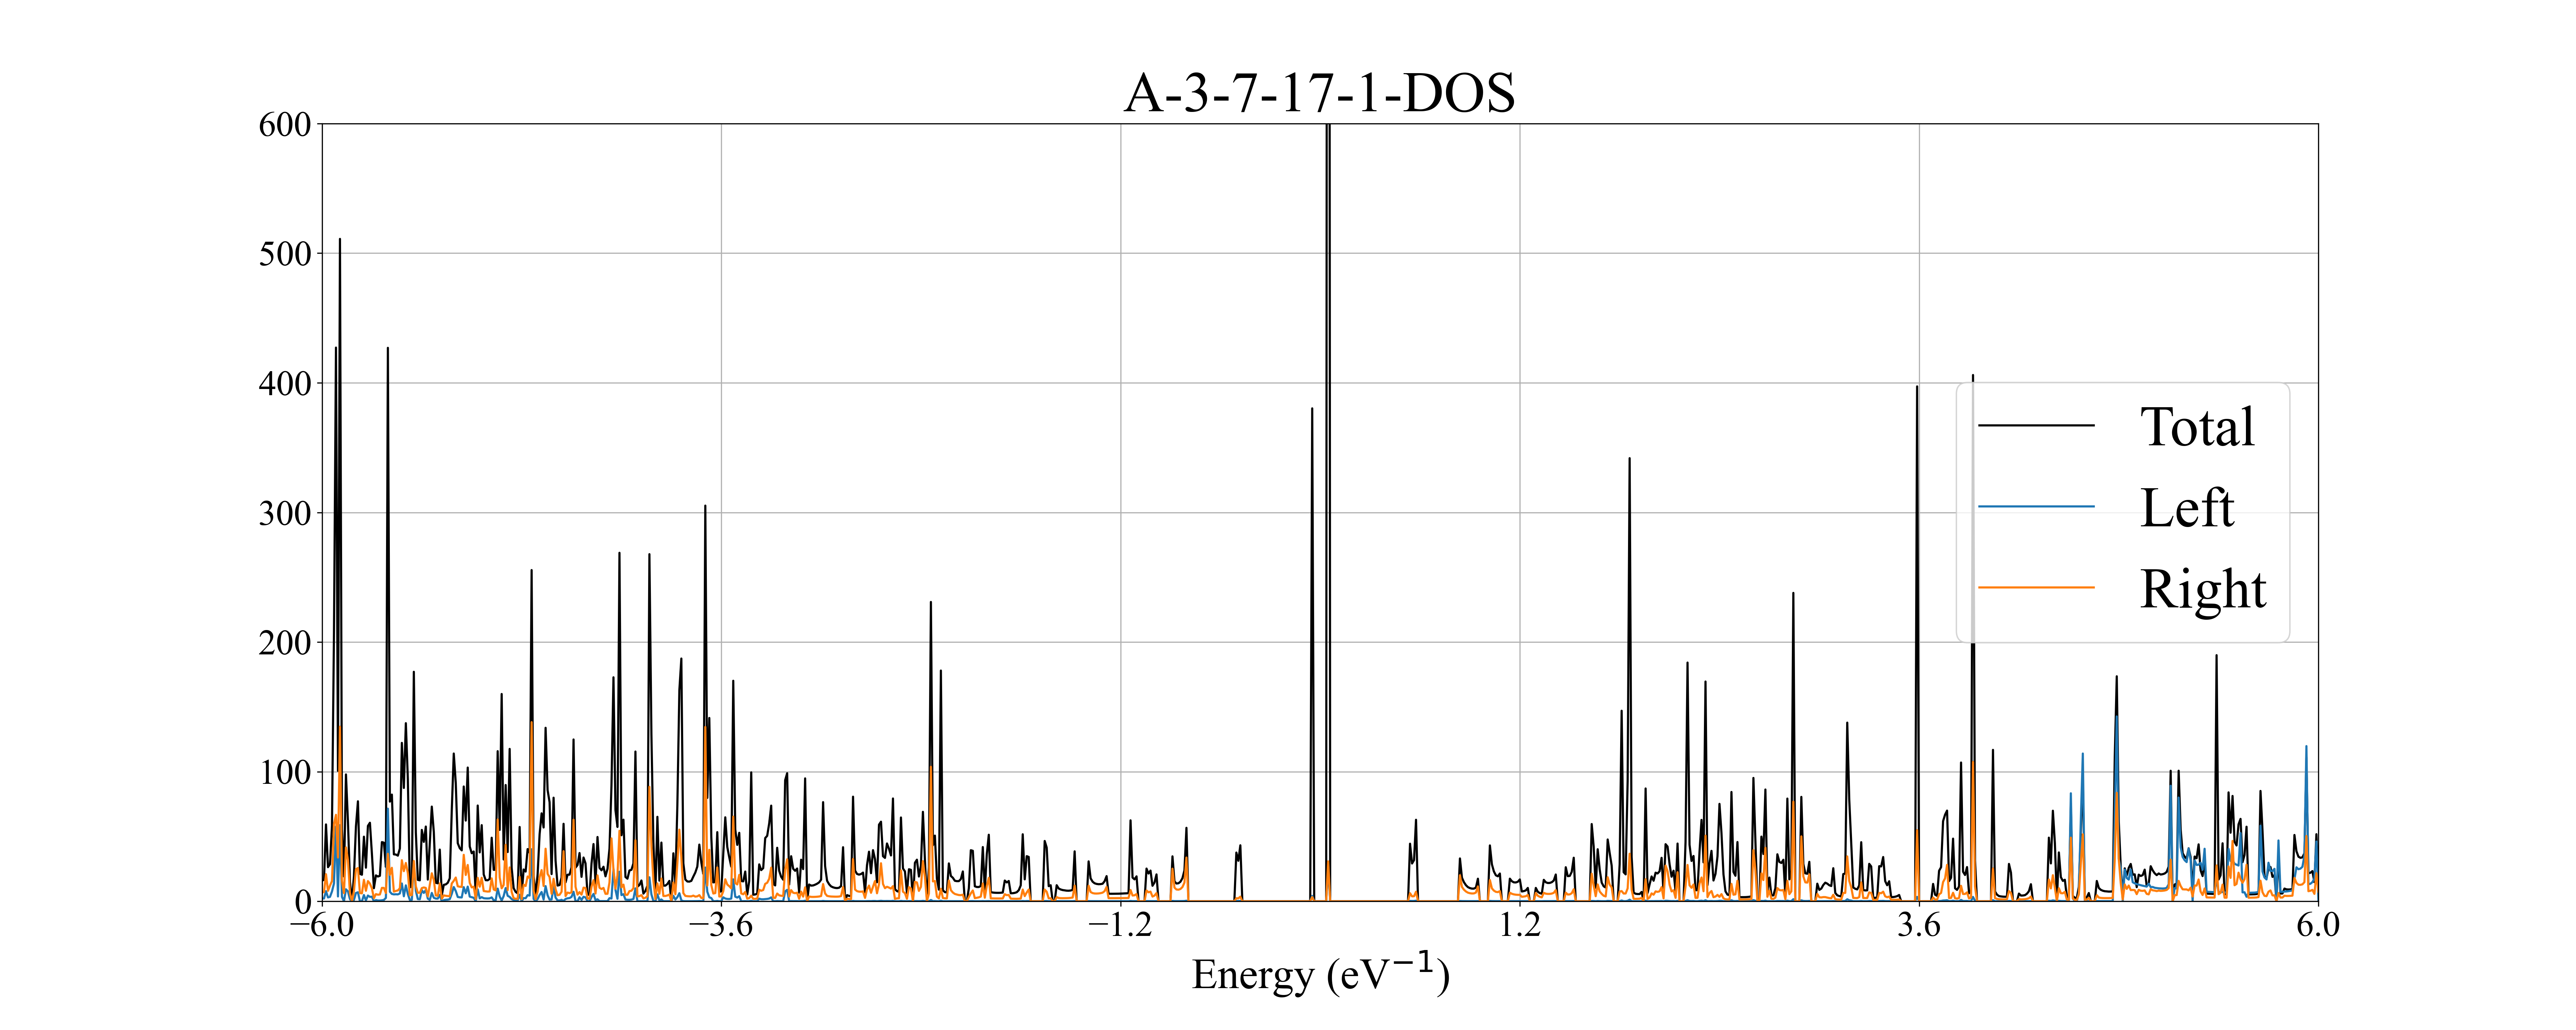 A-3-7-17-1-DOS
600
500
400
300
200
100
0
Total
Left
Right
−6.0 −3.6 −1.2 1.2 3.6 6.0
Energy (eV⁻¹)